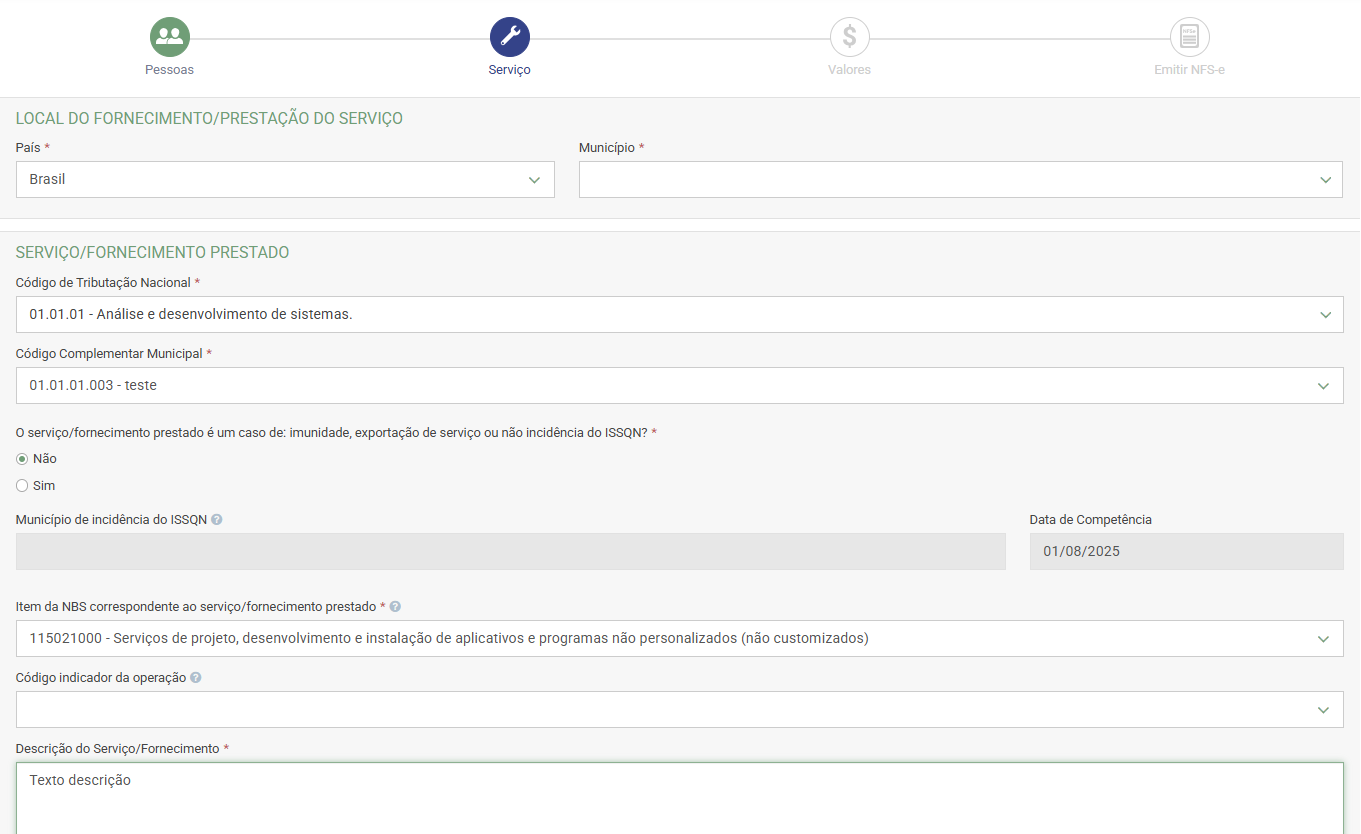 Pessoas
Serviço
$
Valores
NFSe
Emitir NFS-e
LOCAL DO FORNECIMENTO/PRESTAÇÃO DO SERVIÇO
País *
Município *
Brasil
SERVIÇO/FORNECIMENTO PRESTADO
Código de Tributação Nacional *
01.01.01 - Análise e desenvolvimento de sistemas.
Código Complementar Municipal *
01.01.01.003 - teste
O serviço/fornecimento prestado é um caso de: imunidade, exportação de serviço ou não incidência do ISSQN? *
Não
Sim
Município de incidência do ISSQN ?
Data de Competência
01/08/2025
Item da NBS correspondente ao serviço/fornecimento prestado * ?
115021000 - Serviços de projeto, desenvolvimento e instalação de aplicativos e programas não personalizados (não customizados)
Código indicador da operação ?
Descrição do Serviço/Fornecimento *
Texto descrição